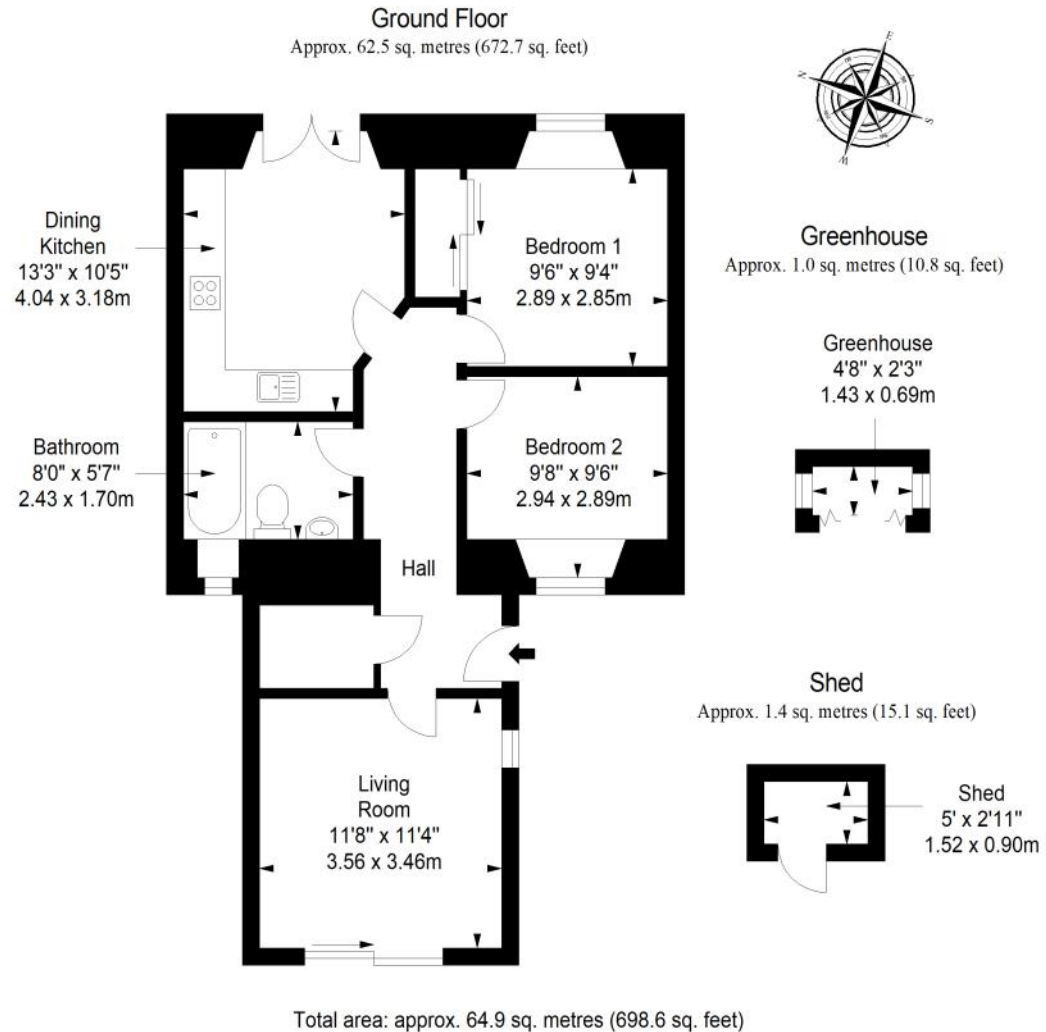 Ground Floor
Approx. 62.5 sq. metres (672.7 sq. feet)
E
N
S
W
Dining
Kitchen
13'3" x 10'5"
4.04 x 3.18m
Bedroom 1
9'6" x 9'4"
2.89 x 2.85m
Greenhouse
Approx. 1.0 sq. metres (10.8 sq. feet)
Greenhouse
4'8" x 2'3"
1.43 x 0.69m
Bathroom
8'0" x 5'7"
2.43 x 1.70m
Bedroom 2
9'8" x 9'6"
2.94 x 2.89m
Hall
Shed
Approx. 1.4 sq. metres (15.1 sq. feet)
Living
Room
11'8" x 11'4"
3.56 x 3.46m
Shed
5' x 2'11"
1.52 x 0.90m
Total area: approx. 64.9 sq. metres (698.6 sq. feet)